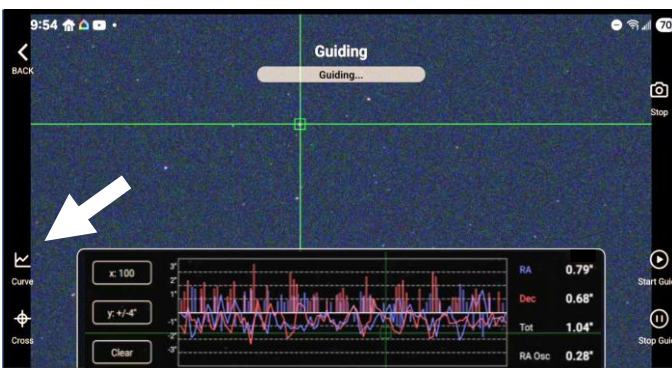 9:54
70
Guiding
BACK
Guiding...
Stop
Curve
x: 100
3"
2"
1"
RA 0.79"
Start Gui
y: +/-4"
Dec 0.68"
-1"
Cross
Tot 1.04"
Stop Gui
-2"
Clear
-3"
RA Osc 0.28"